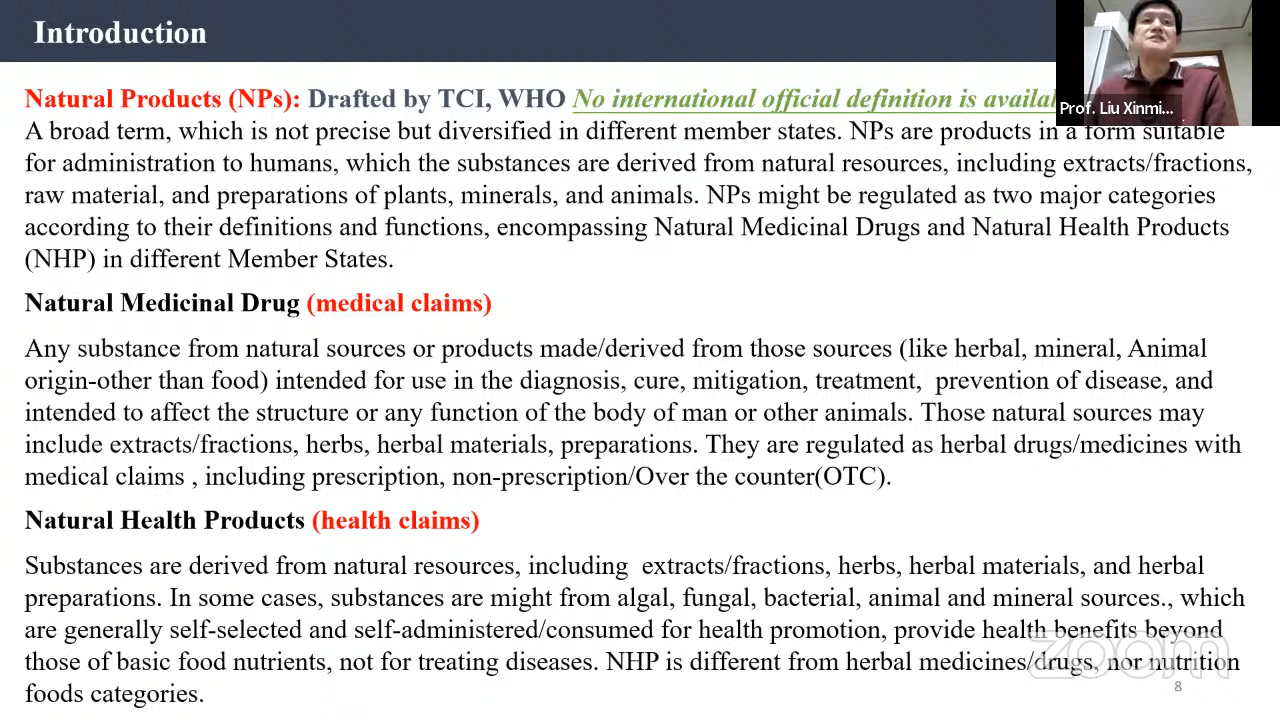 Introduction
Prof. Liu Xinmi...
Natural Products (NPs): Drafted by TCI, WHO No international official definition is availa
A broad term, which is not precise but diversified in different member states. NPs are products in a form suitable
for administration to humans, which the substances are derived from natural resources, including extracts/fractions,
raw material, and preparations of plants, minerals, and animals. NPs might be regulated as two major categories
according to their definitions and functions, encompassing Natural Medicinal Drugs and Natural Health Products
(NHP) in different Member States.
Natural Medicinal Drug (medical claims)
Any substance from natural sources or products made/derived from those sources (like herbal, mineral, Animal
origin-other than food) intended for use in the diagnosis, cure, mitigation, treatment, prevention of disease, and
intended to affect the structure or any function of the body of man or other animals. Those natural sources may
include extracts/fractions, herbs, herbal materials, preparations. They are regulated as herbal drugs/medicines with
medical claims , including prescription, non-prescription/Over the counter(OTC).
Natural Health Products (health claims)
Substances are derived from natural resources, including extracts/fractions, herbs, herbal materials, and herbal
preparations. In some cases, substances are might from algal, fungal, bacterial, animal and mineral sources., which
are generally self-selected and self-administered/consumed for health promotion, provide health benefits beyond
those of basic food nutrients, not for treating diseases. NHP is different from herbal medicines/drugs, nor nutrition
foods categories.
zoom
8